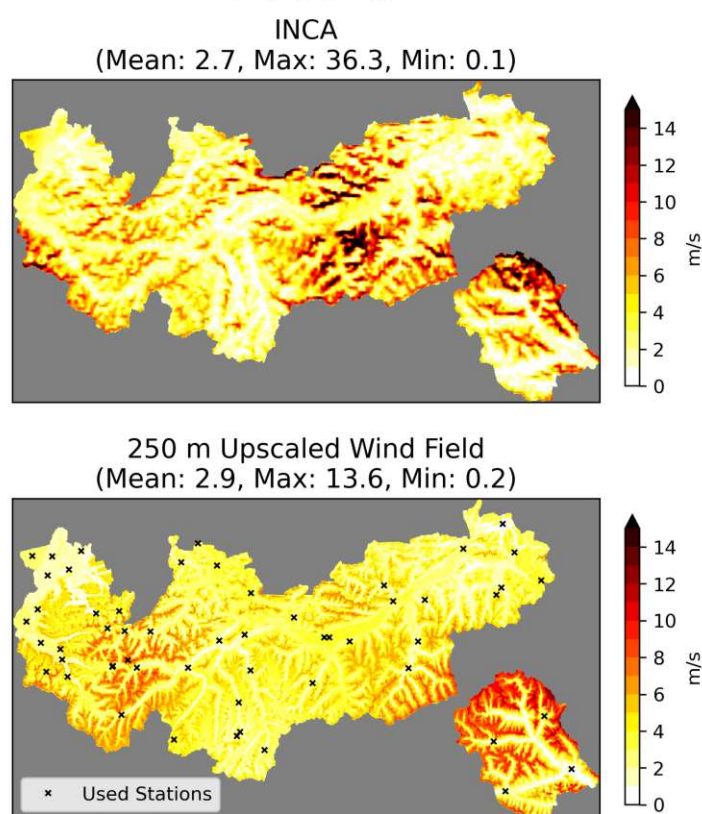 INCA
(Mean: 2.7, Max: 36.3, Min: 0.1)
14
12
10
8
6
4
2
0
m/s
250 m Upscaled Wind Field
(Mean: 2.9, Max: 13.6, Min: 0.2)
14
12
10
8
6
4
2
0
m/s
× Used Stations